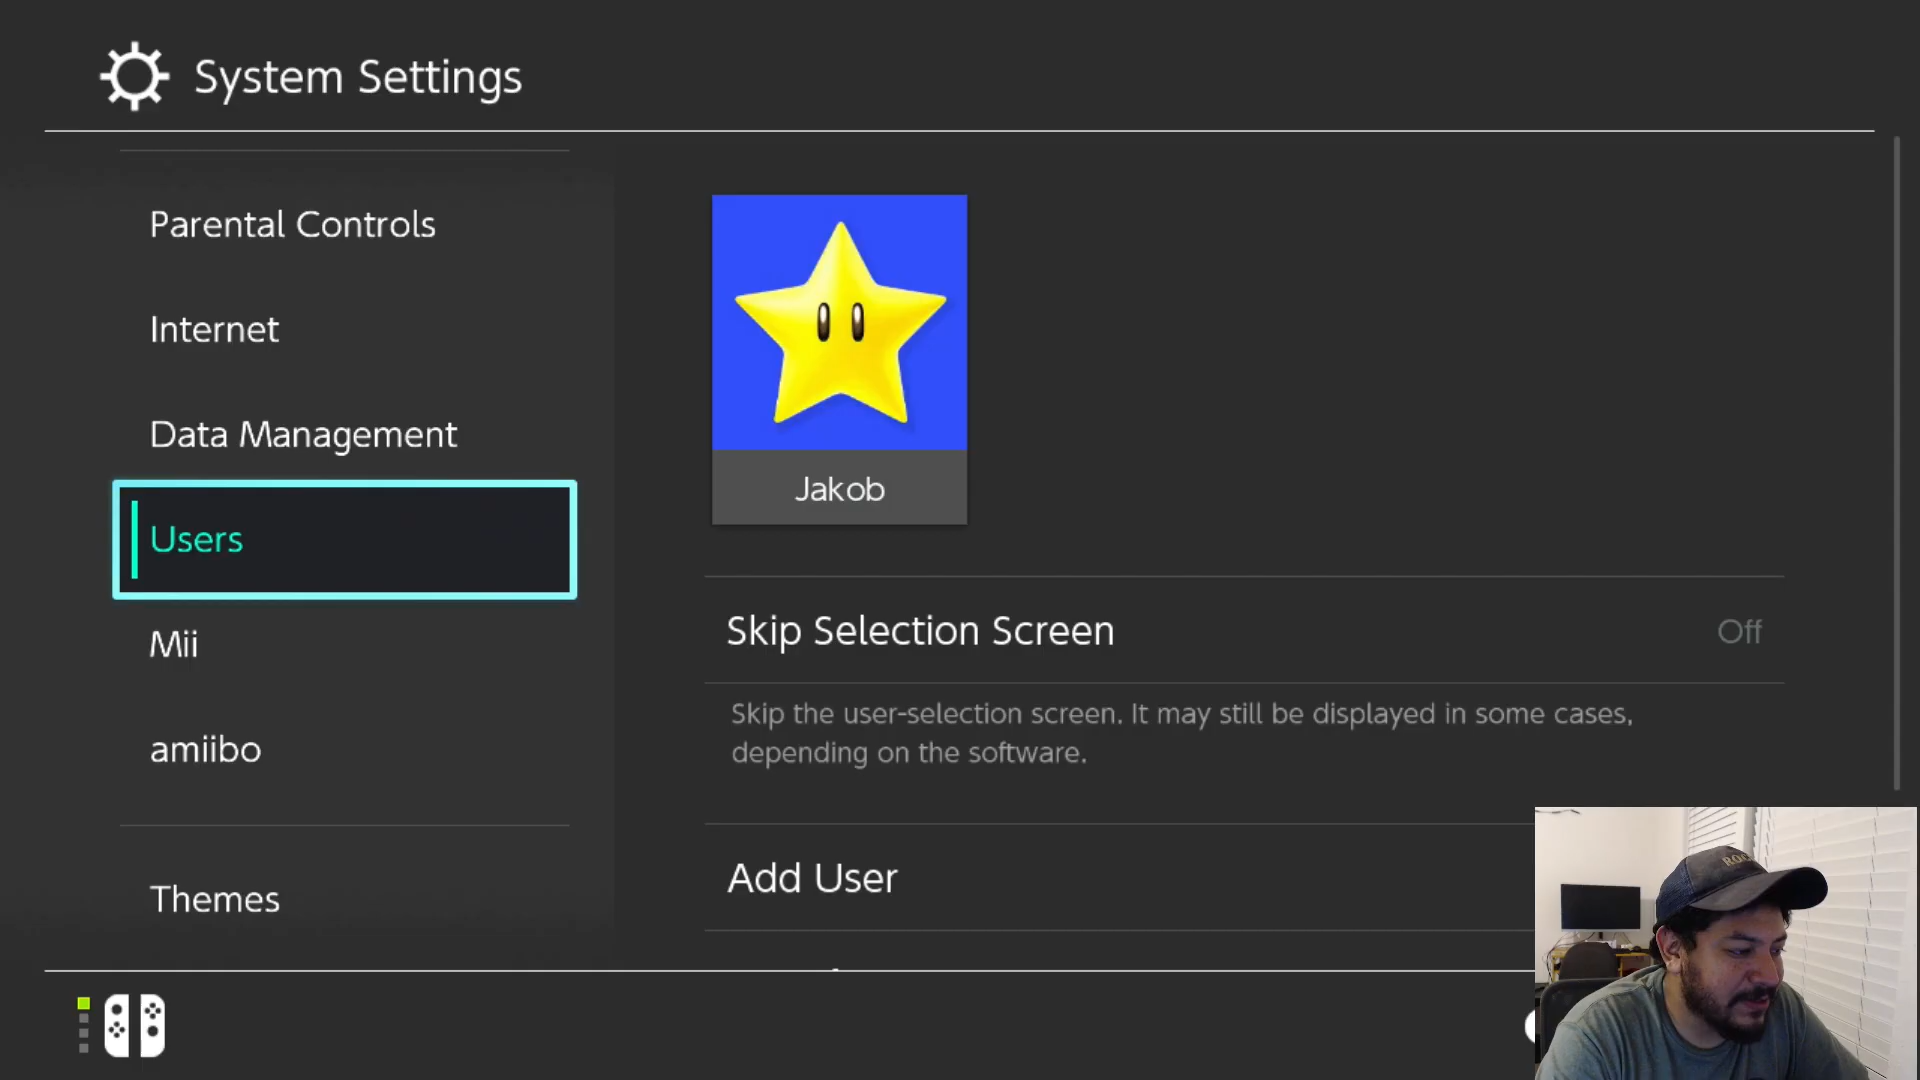 System Settings
Parental Controls
Internet
Data Management
Users
Mii
amiibo
Themes
Jakob
Skip Selection Screen
Off
Skip the user-selection screen. It may still be displayed in some cases,
depending on the software.
Add User